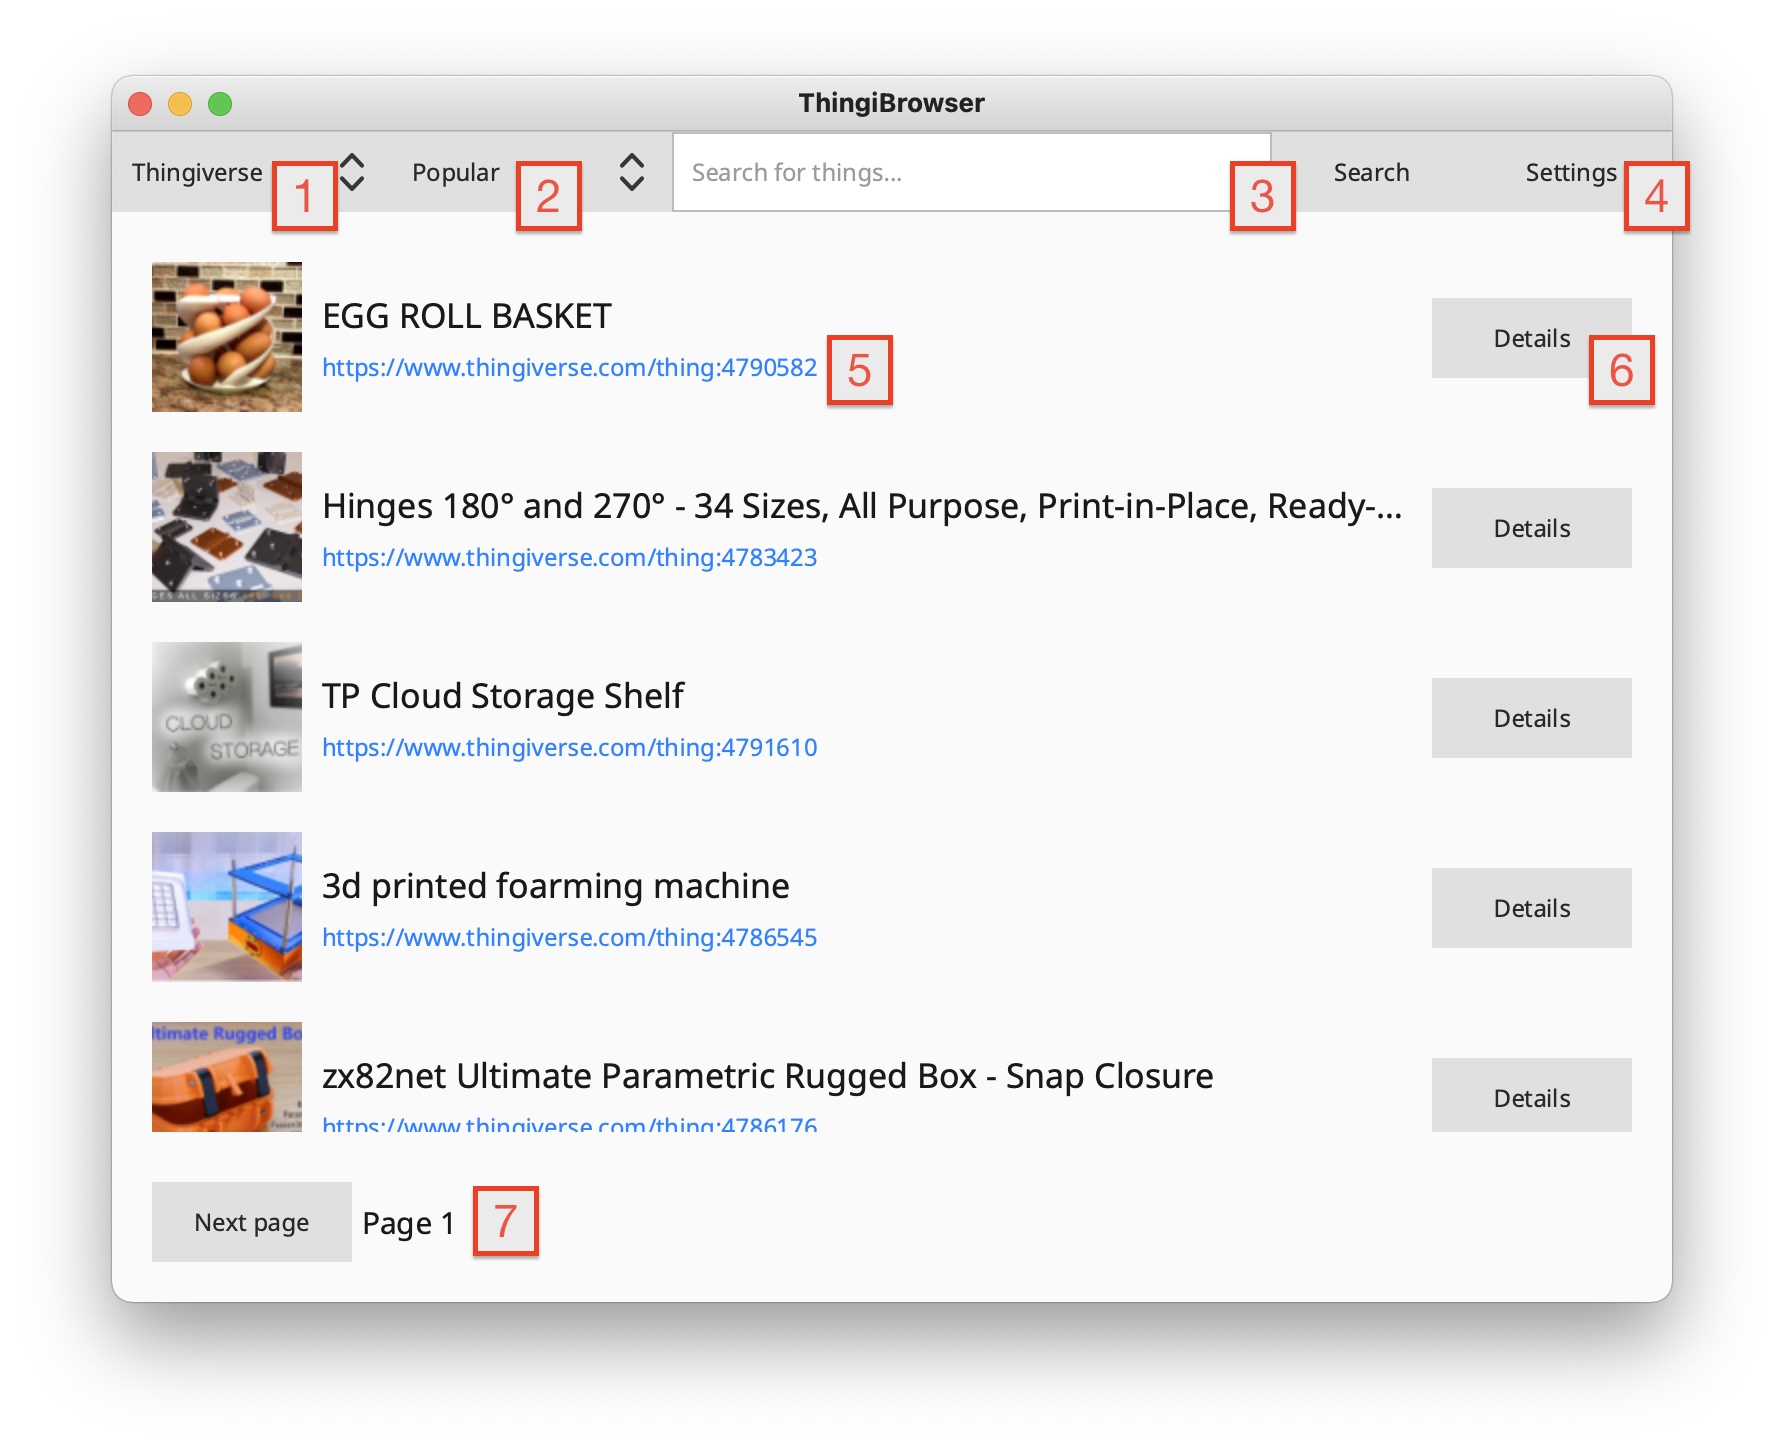 ThingiBrowser
Thingiverse 1 Popular 2 Search for things... 3 Search Settings 4
EGG ROLL BASKET
https://www.thingiverse.com/thing:4790582 5
Details 6
Hinges 180° and 270° - 34 Sizes, All Purpose, Print-in-Place, Ready-...
https://www.thingiverse.com/thing:4783423
Details
GES ALL SIZES
TP Cloud Storage Shelf
https://www.thingiverse.com/thing:4791610
Details
CLOUD
STORAGE
3d printed foarming machine
https://www.thingiverse.com/thing:4786545
Details
ltimate Rugged Bo
zx82net Ultimate Parametric Rugged Box - Snap Closure
https://www.thingiverse.com/thing:4786176
Details
Next page Page 1 7